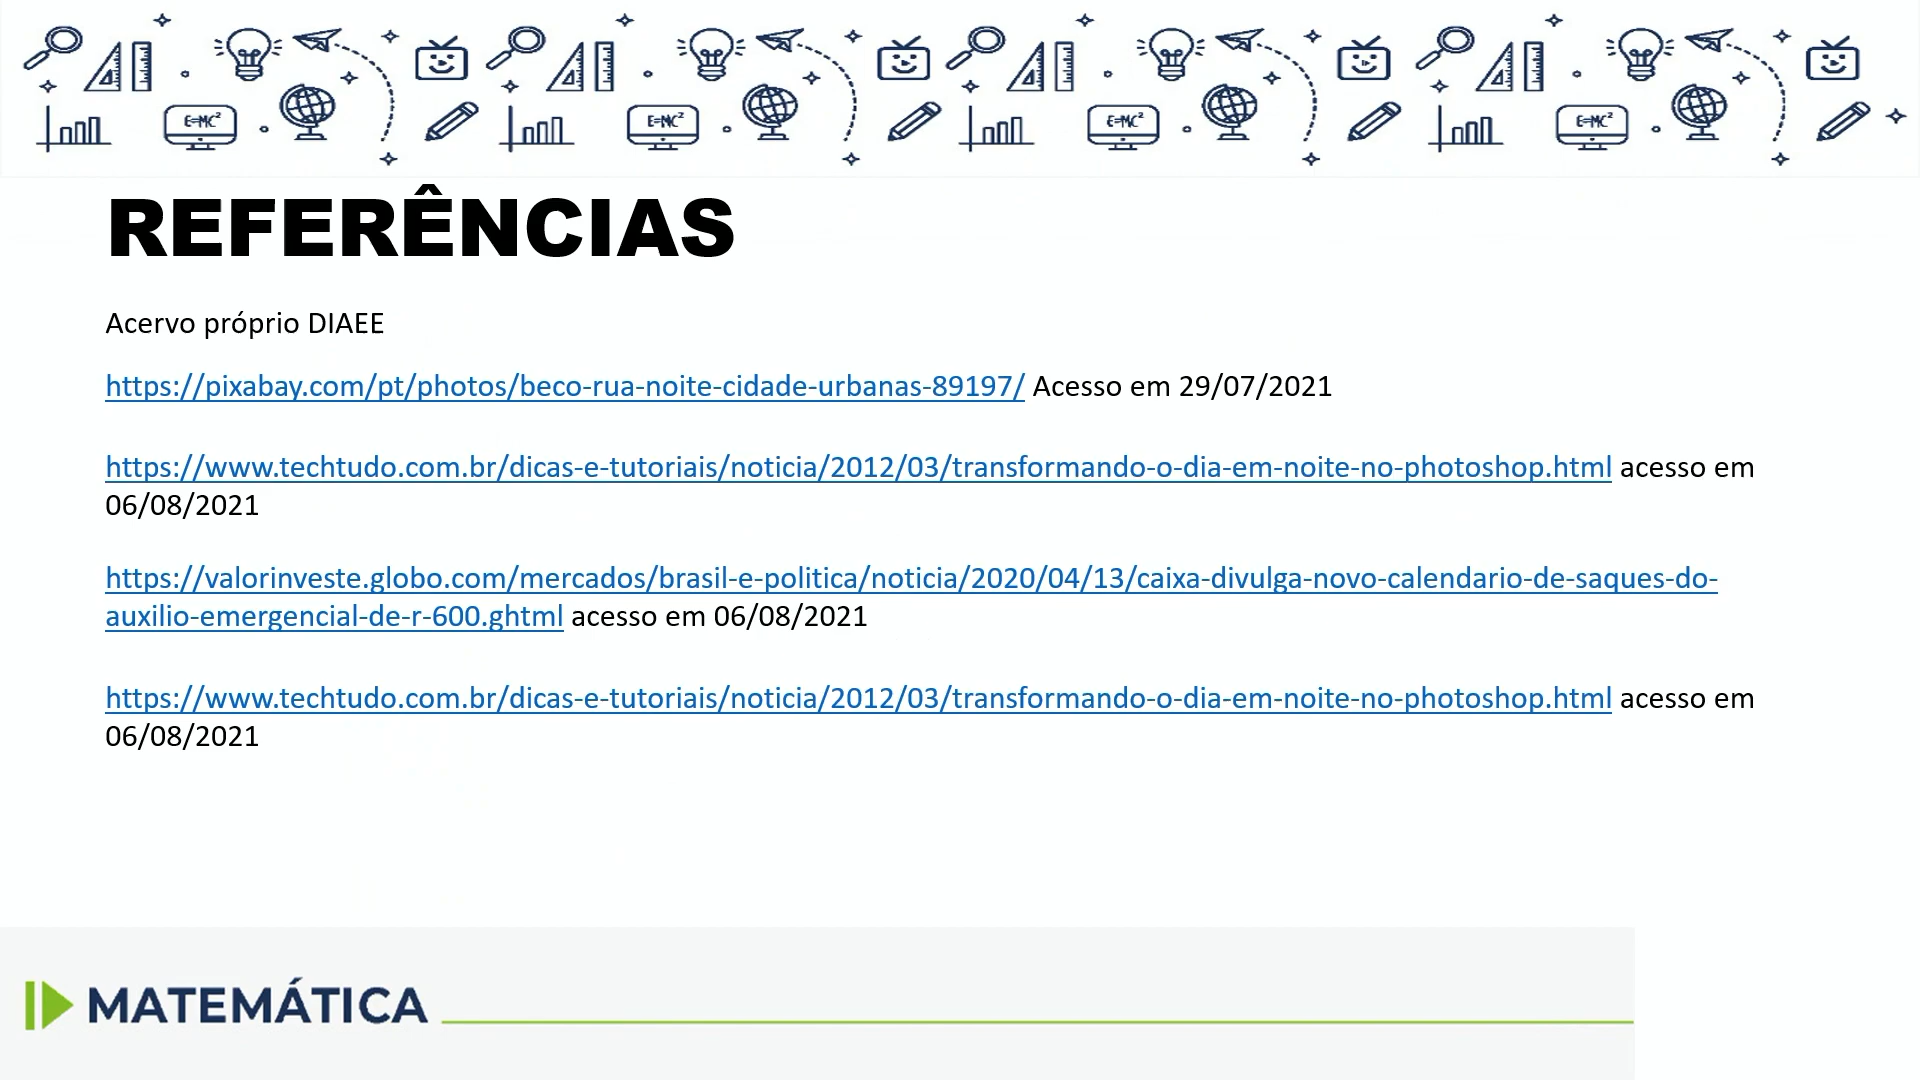 E=MC² E=MC² E=MC² E=MC²
REFERÊNCIAS
Acervo próprio DIAEE
https://pixabay.com/pt/photos/beco-rua-noite-cidade-urbanas-89197/ Acesso em 29/07/2021
https://www.techtudo.com.br/dicas-e-tutoriais/noticia/2012/03/transformando-o-dia-em-noite-no-photoshop.html acesso em
06/08/2021
https://valorinveste.globo.com/mercados/brasil-e-politica/noticia/2020/04/13/caixa-divulga-novo-calendario-de-saques-do-
auxilio-emergencial-de-r-600.ghtml acesso em 06/08/2021
https://www.techtudo.com.br/dicas-e-tutoriais/noticia/2012/03/transformando-o-dia-em-noite-no-photoshop.html acesso em
06/08/2021
MATEMÁTICA